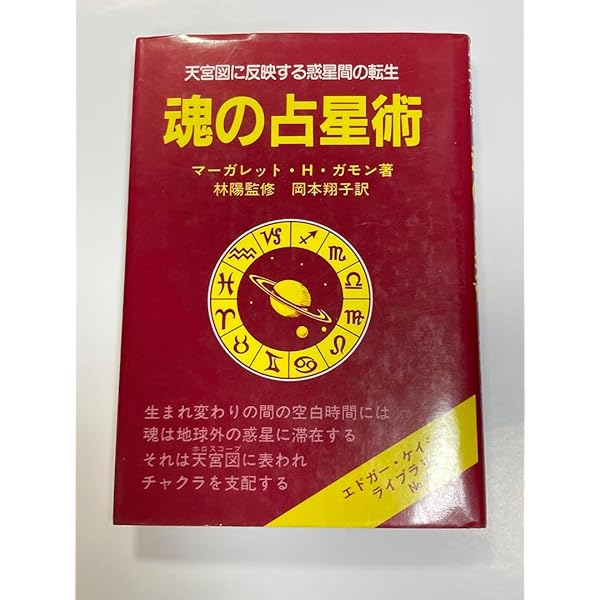 天宮図に反映する惑星間の転生
魂の占星術
マーガレット・H・ガモン著
林陽監修 岡本翔子訳
生まれ変わりの間の空白時間には
魂は地球外の惑星に滞在する
ホロスコープ
それは天宮図に表われ
チャクラを支配する
エドガー・ケイシ
ライブラリ
No